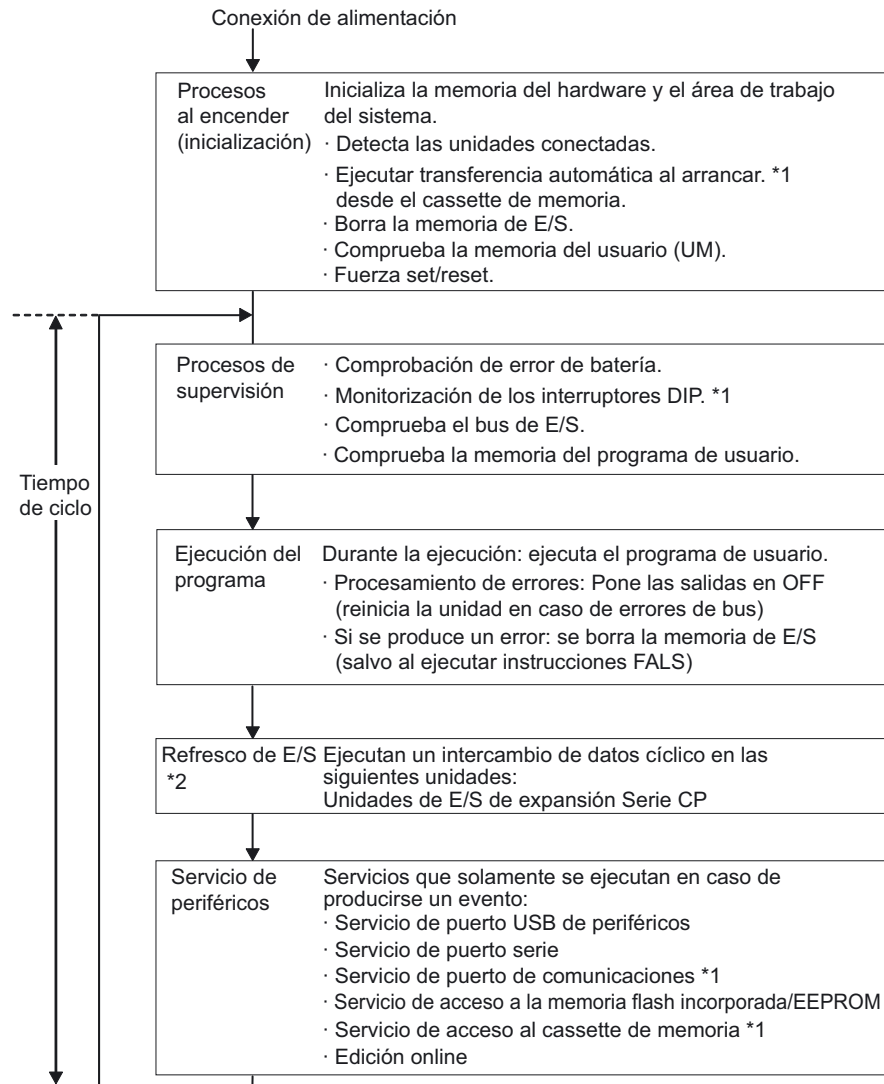 Conexión de alimentación
Procesos
al encender
(inicialización)
Inicializa la memoria del hardware y el área de trabajo
del sistema.
· Detecta las unidades conectadas.
· Ejecutar transferencia automática al arrancar. *1
desde el cassette de memoria.
· Borra la memoria de E/S.
· Comprueba la memoria del usuario (UM).
· Fuerza set/reset.
Tiempo
de ciclo
Procesos de
supervisión
· Comprobación de error de batería.
· Monitorización de los interruptores DIP. *1
· Comprueba el bus de E/S.
· Comprueba la memoria del programa de usuario.
Ejecución del
programa
Durante la ejecución: ejecuta el programa de usuario.
· Procesamiento de errores: Pone las salidas en OFF
(reinicia la unidad en caso de errores de bus)
· Si se produce un error: se borra la memoria de E/S
(salvo al ejecutar instrucciones FALS)
Refresco de E/S
*2
Ejecutan un intercambio de datos cíclico en las
siguientes unidades:
Unidades de E/S de expansión Serie CP
Servicio de
periféricos
Servicios que solamente se ejecutan en caso de
producirse un evento:
· Servicio de puerto USB de periféricos
· Servicio de puerto serie
· Servicio de puerto de comunicaciones *1
· Servicio de acceso a la memoria flash incorporada/EEPROM
· Servicio de acceso al cassette de memoria *1
· Edición online